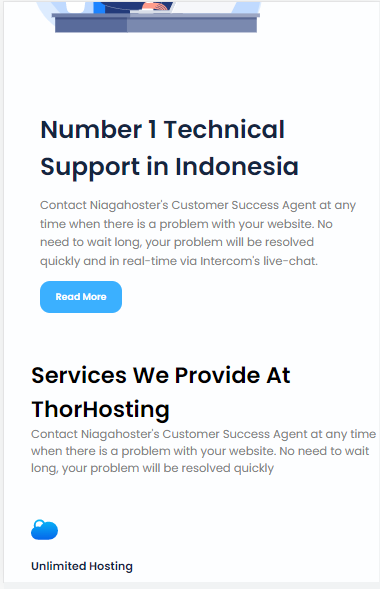 Number 1 Technical
Support in Indonesia
Contact Niagahoster's Customer Success Agent at any
time when there is a problem with your website. No
need to wait long, your problem will be resolved
quickly and in real-time via Intercom's live-chat.
Read More
Services We Provide At
ThorHosting
Contact Niagahoster's Customer Success Agent at any time
when there is a problem with your website. No need to wait
long, your problem will be resolved quickly
Unlimited Hosting